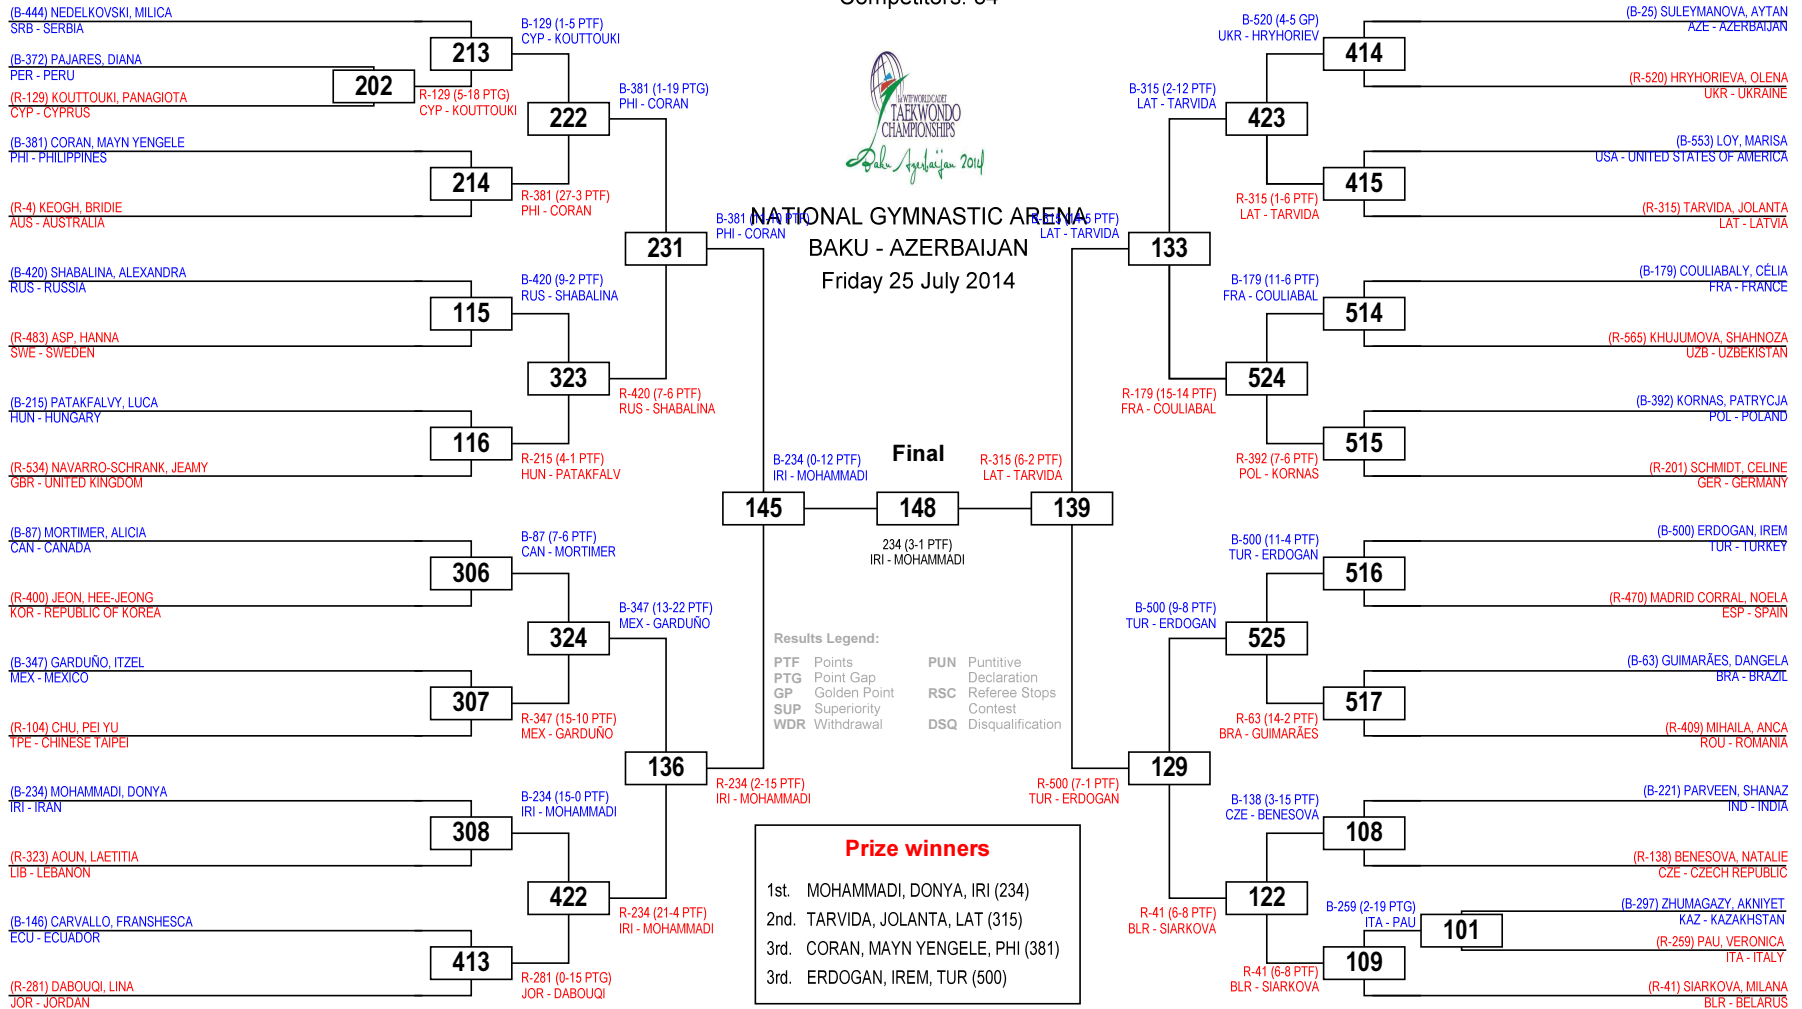 Competitors: 34
(B-444) NEDELKOVSKI, MILICA
SRB - SERBIA
213
B-129 (1-5 PTF)
CYP - KOUTTOUKI
(B-372) PAJARES, DIANA
PER - PERU
202
(R-129) KOUTTOUKI, PANAGIOTA
CYP - CYPRUS
R-129 (5-18 PTG)
CYP - KOUTTOUKI
222
B-381 (1-19 PTG)
PHI - CORAN
(B-381) CORAN, MAYN YENGELE
PHI - PHILIPPINES
214
(R-4) KEOGH, BRIDIE
AUS - AUSTRALIA
R-381 (27-3 PTF)
PHI - CORAN
231
PHI - CORAN
(B-420) SHABALINA, ALEXANDRA
RUS - RUSSIA
115
B-420 (9-2 PTF)
RUS - SHABALINA
(R-483) ASP, HANNA
SWE - SWEDEN
323
R-420 (7-6 PTF)
RUS - SHABALINA
(B-215) PATAKFALVY, LUCA
HUN - HUNGARY
116
(R-534) NAVARRO-SCHRANK, JEAMY
GBR - UNITED KINGDOM
R-215 (4-1 PTF)
HUN - PATAKFALV
145
B-234 (0-12 PTF)
IRI - MOHAMMADI
(B-87) MORTIMER, ALICIA
CAN - CANADA
306
B-87 (7-6 PTF)
CAN - MORTIMER
(R-400) JEON, HEE-JEONG
KOR - REPUBLIC OF KOREA
324
B-347 (13-22 PTF)
MEX - GARDUÑO
(B-347) GARDUÑO, ITZEL
MEX - MEXICO
307
(R-104) CHU, PEI YU
TPE - CHINESE TAIPEI
R-347 (15-10 PTF)
MEX - GARDUÑO
136
R-234 (2-15 PTF)
IRI - MOHAMMADI
(B-234) MOHAMMADI, DONYA
IRI - IRAN
308
B-234 (15-0 PTF)
IRI - MOHAMMADI
(R-323) AOUN, LAETITIA
LIB - LEBANON
422
R-234 (21-4 PTF)
IRI - MOHAMMADI
(B-146) CARVALLO, FRANSHESCA
ECU - ECUADOR
413
(R-281) DABOUQI, LINA
JOR - JORDAN
R-281 (0-15 PTG)
JOR - DABOUQI
1st WTF WORLD CADET
TAEKWONDO
CHAMPIONSHIPS
Baku Azerbaijan 2014
NATIONAL GYMNASTIC ARENA
BAKU - AZERBAIJAN
Friday 25 July 2014
Final
148
234 (3-1 PTF)
IRI - MOHAMMADI
Results Legend:
PTF Points
PTG Point Gap
GP Golden Point
SUP Superiority
WDR Withdrawal
PUN Puntitive
Declaration
RSC Referee Stops
Contest
DSQ Disqualification
Prize winners
1st. MOHAMMADI, DONYA, IRI (234)
2nd. TARVIDA, JOLANTA, LAT (315)
3rd. CORAN, MAYN YENGELE, PHI (381)
3rd. ERDOGAN, IREM, TUR (500)
(B-25) SULEYMANOVA, AYTAN
AZE - AZERBAIJAN
B-520 (4-5 GP)
UKR - HRYHORIEV
414
(R-520) HRYHORIEVA, OLENA
UKR - UKRAINE
B-315 (2-12 PTF)
LAT - TARVIDA
423
(B-553) LOY, MARISA
USA - UNITED STATES OF AMERICA
415
R-315 (1-6 PTF)
LAT - TARVIDA
(R-315) TARVIDA, JOLANTA
LAT - LATVIA
LAT - TARVIDA
133
(B-179) COULIABALY, CÉLIA
FRA - FRANCE
B-179 (11-6 PTF)
FRA - COULIABAL
514
(R-565) KHUJUMOVA, SHAHNOZA
UZB - UZBEKISTAN
524
R-179 (15-14 PTF)
FRA - COULIABAL
(B-392) KORNAS, PATRYCJA
POL - POLAND
515
R-392 (7-6 PTF)
POL - KORNAS
(R-201) SCHMIDT, CELINE
GER - GERMANY
R-315 (6-2 PTF)
LAT - TARVIDA
139
(B-500) ERDOGAN, IREM
TUR - TURKEY
B-500 (11-4 PTF)
TUR - ERDOGAN
516
(R-470) MADRID CORRAL, NOELA
ESP - SPAIN
B-500 (9-8 PTF)
TUR - ERDOGAN
525
(B-63) GUIMARÃES, DANGELA
BRA - BRAZIL
517
R-63 (14-2 PTF)
BRA - GUIMARÃES
(R-409) MIHAILA, ANCA
ROU - ROMANIA
129
R-500 (7-1 PTF)
TUR - ERDOGAN
(B-221) PARVEEN, SHANAZ
IND - INDIA
B-138 (3-15 PTF)
CZE - BENESOVA
108
(R-138) BENESOVA, NATALIE
CZE - CZECH REPUBLIC
122
R-41 (6-8 PTF)
BLR - SIARKOVA
(B-297) ZHUMAGAZY, AKNIYET
KAZ - KAZAKHSTAN
B-259 (2-19 PTG)
ITA - PAU
101
(R-259) PAU, VERONICA
ITA - ITALY
109
R-41 (6-8 PTF)
BLR - SIARKOVA
(R-41) SIARKOVA, MILANA
BLR - BELARUS